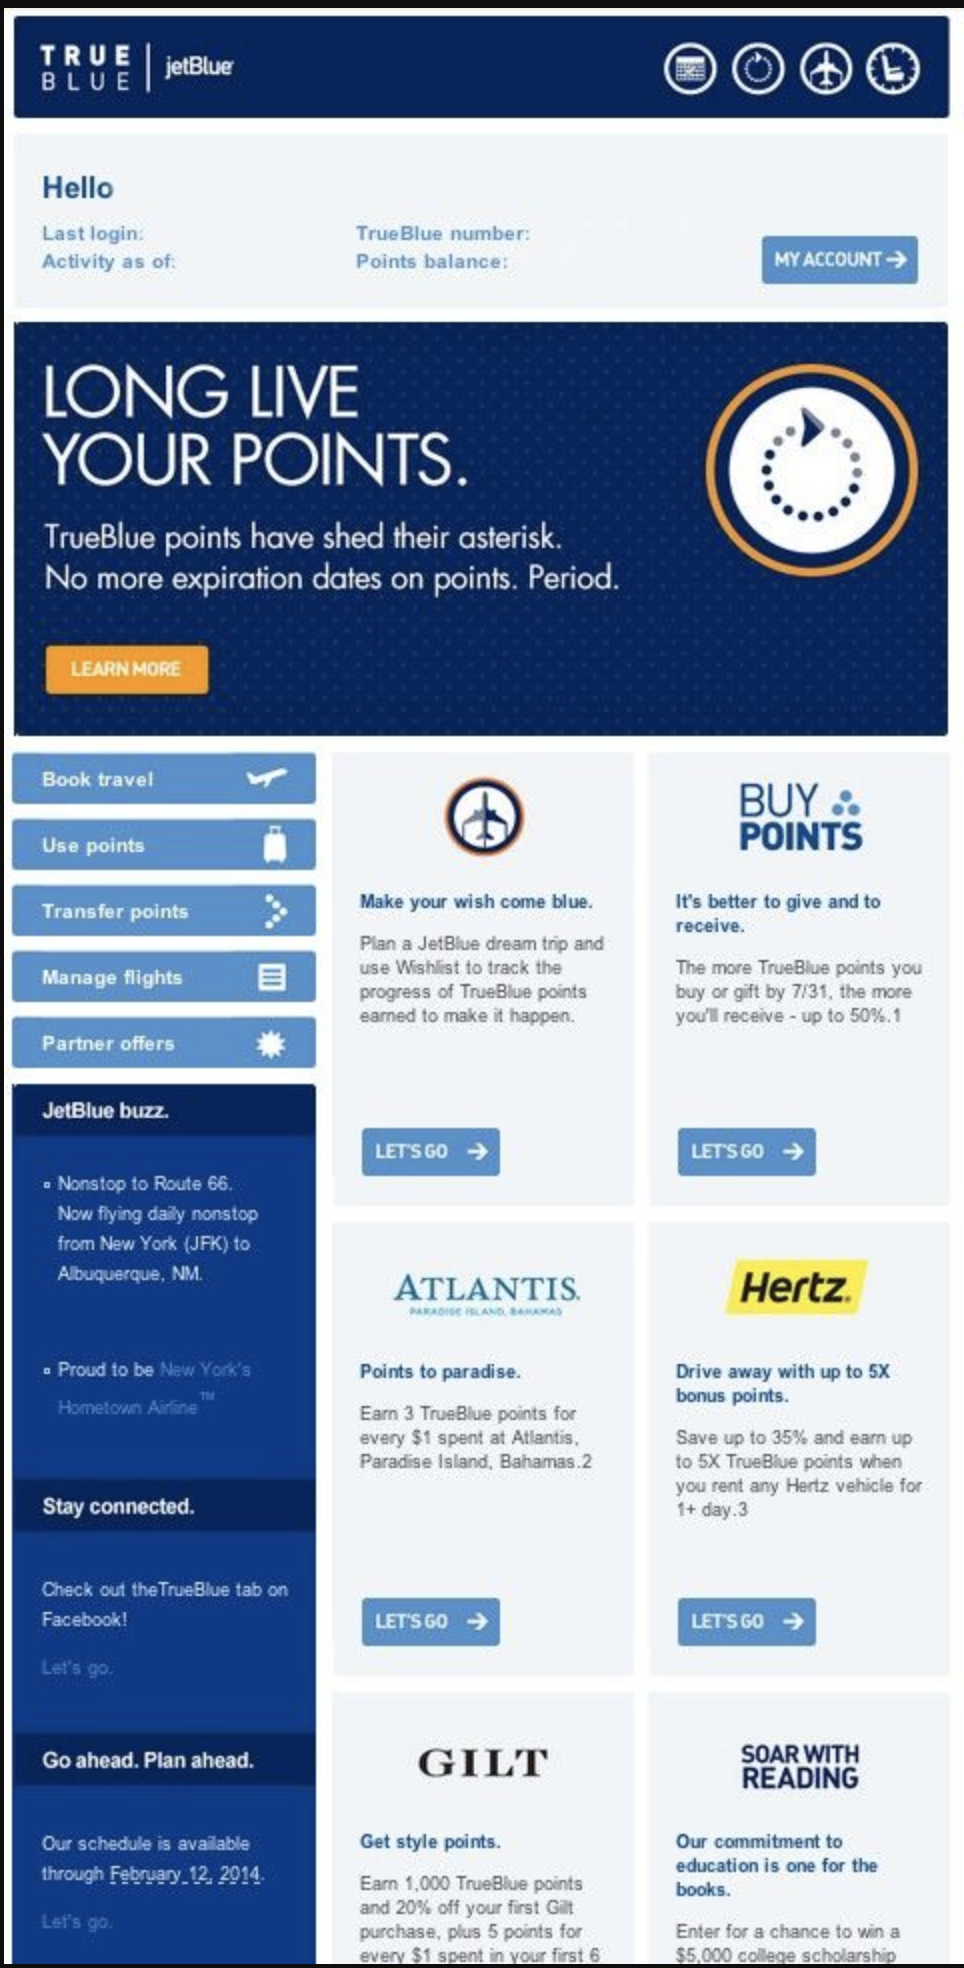 TRUE
BLUE
jetBlue
Hello
Last login:
Activity as of:
TrueBlue number:
Points balance:
MY ACCOUNT
LONG LIVE
YOUR POINTS.
TrueBlue points have shed their asterisk.
No more expiration dates on points. Period.
LEARN MORE
Book travel
Use points
Transfer points
Manage flights
Partner offers
JetBlue buzz.
Nonstop to Route 66.
Now flying daily nonstop
from New York (JFK) to
Albuquerque, NM.
Proud to be New York's
Hometown Airline™
Stay connected.
Check out theTrueBlue tab on
Facebook!
Let's go.
Go ahead. Plan ahead.
Our schedule is available
through February 12, 2014.
Let's go.
Make your wish come blue.
Plan a JetBlue dream trip and
use Wishlist to track the
progress of TrueBlue points
earned to make it happen.
LET'S GO
BUY
POINTS
It's better to give and to
receive.
The more TrueBlue points you
buy or gift by 7/31, the more
you'll receive - up to 50%.1
LET'S GO
ATLANTIS.
PARADISE ISLAND, BAHAMAS
Points to paradise.
Earn 3 TrueBlue points for
every $1 spent at Atlantis,
Paradise Island, Bahamas.2
LET'S GO
Hertz.
Drive away with up to 5X
bonus points.
Save up to 35% and earn up
to 5X TrueBlue points when
you rent any Hertz vehicle for
1+ day.3
LET'S GO
GILT
Get style points.
Earn 1,000 TrueBlue points
and 20% off your first Gilt
purchase, plus 5 points for
every $1 spent in your first 6
SOAR WITH
READING
Our commitment to
education is one for the
books.
Enter for a chance to win a
$5,000 college scholarship